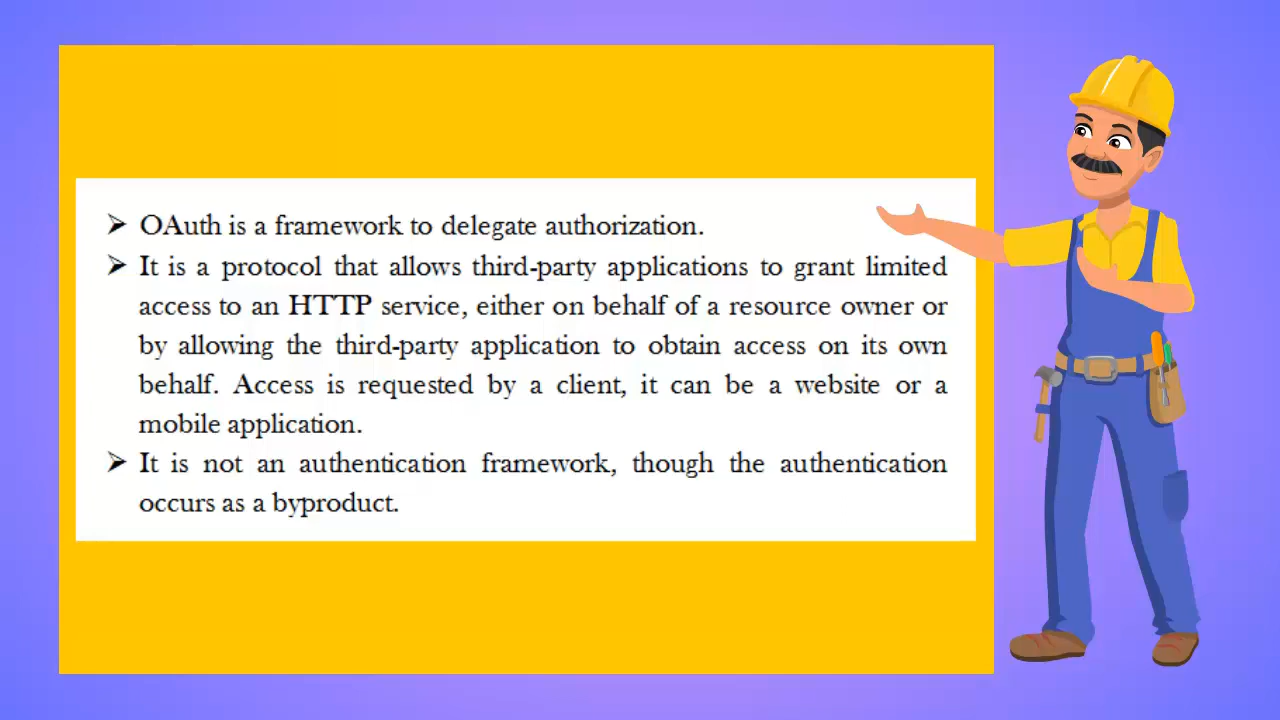 ➢ OAuth is a framework to delegate authorization.
➢ It is a protocol that allows third-party applications to grant limited
access to an HTTP service, either on behalf of a resource owner or
by allowing the third-party application to obtain access on its own
behalf. Access is requested by a client, it can be a website or a
mobile application.
➢ It is not an authentication framework, though the authentication
occurs as a byproduct.